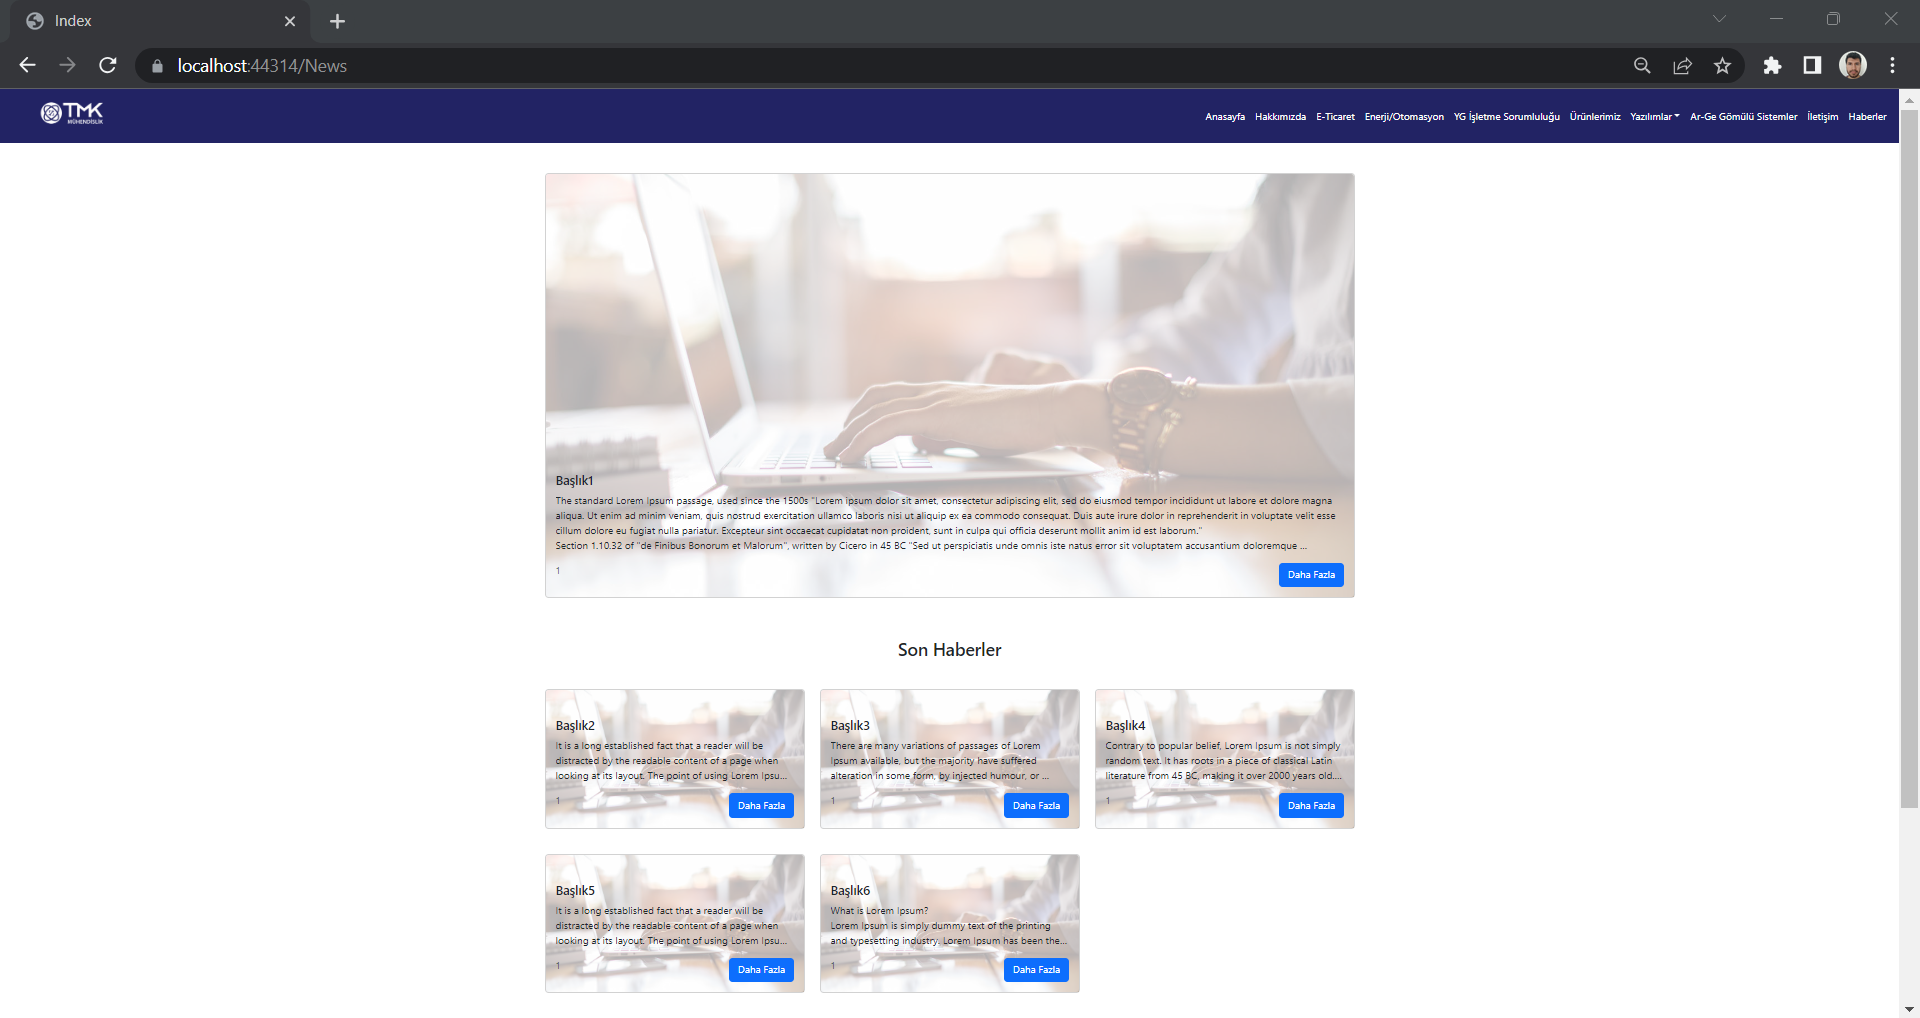 Index
localhost:44314/News
TMK
MÜHENDİSLİK
Anasayfa Hakkımızda E-Ticaret Enerji/Otomasyon YG İşletme Sorumluluğu Ürünlerimiz Yazılımlar Ar-Ge Gömülü Sistemler İletişim Haberler
Başlık1
The standard Lorem Ipsum passage, used since the 1500s "Lorem ipsum dolor sit amet, consectetur adipiscing elit, sed do eiusmod tempor incididunt ut labore et dolore magna
aliqua. Ut enim ad minim veniam, quis nostrud exercitation ullamco laboris nisi ut aliquip ex ea commodo consequat. Duis aute irure dolor in reprehenderit in voluptate velit esse
cillum dolore eu fugiat nulla pariatur. Excepteur sint occaecat cupidatat non proident, sunt in culpa qui officia deserunt mollit anim id est laborum."
Section 1.10.32 of "de Finibus Bonorum et Malorum", written by Cicero in 45 BC "Sed ut perspiciatis unde omnis iste natus error sit voluptatem accusantium doloremque ...
1
Daha Fazla
Son Haberler
Başlık2
It is a long established fact that a reader will be
distracted by the readable content of a page when
looking at its layout. The point of using Lorem Ipsu...
1
Daha Fazla
Başlık3
There are many variations of passages of Lorem
Ipsum available, but the majority have suffered
alteration in some form, by injected humour, or ...
1
Daha Fazla
Başlık4
Contrary to popular belief, Lorem Ipsum is not simply
random text. It has roots in a piece of classical Latin
literature from 45 BC, making it over 2000 years old....
1
Daha Fazla
Başlık5
It is a long established fact that a reader will be
distracted by the readable content of a page when
looking at its layout. The point of using Lorem Ipsu...
1
Daha Fazla
Başlık6
What is Lorem Ipsum?
Lorem Ipsum is simply dummy text of the printing
and typesetting industry. Lorem Ipsum has been the...
1
Daha Fazla